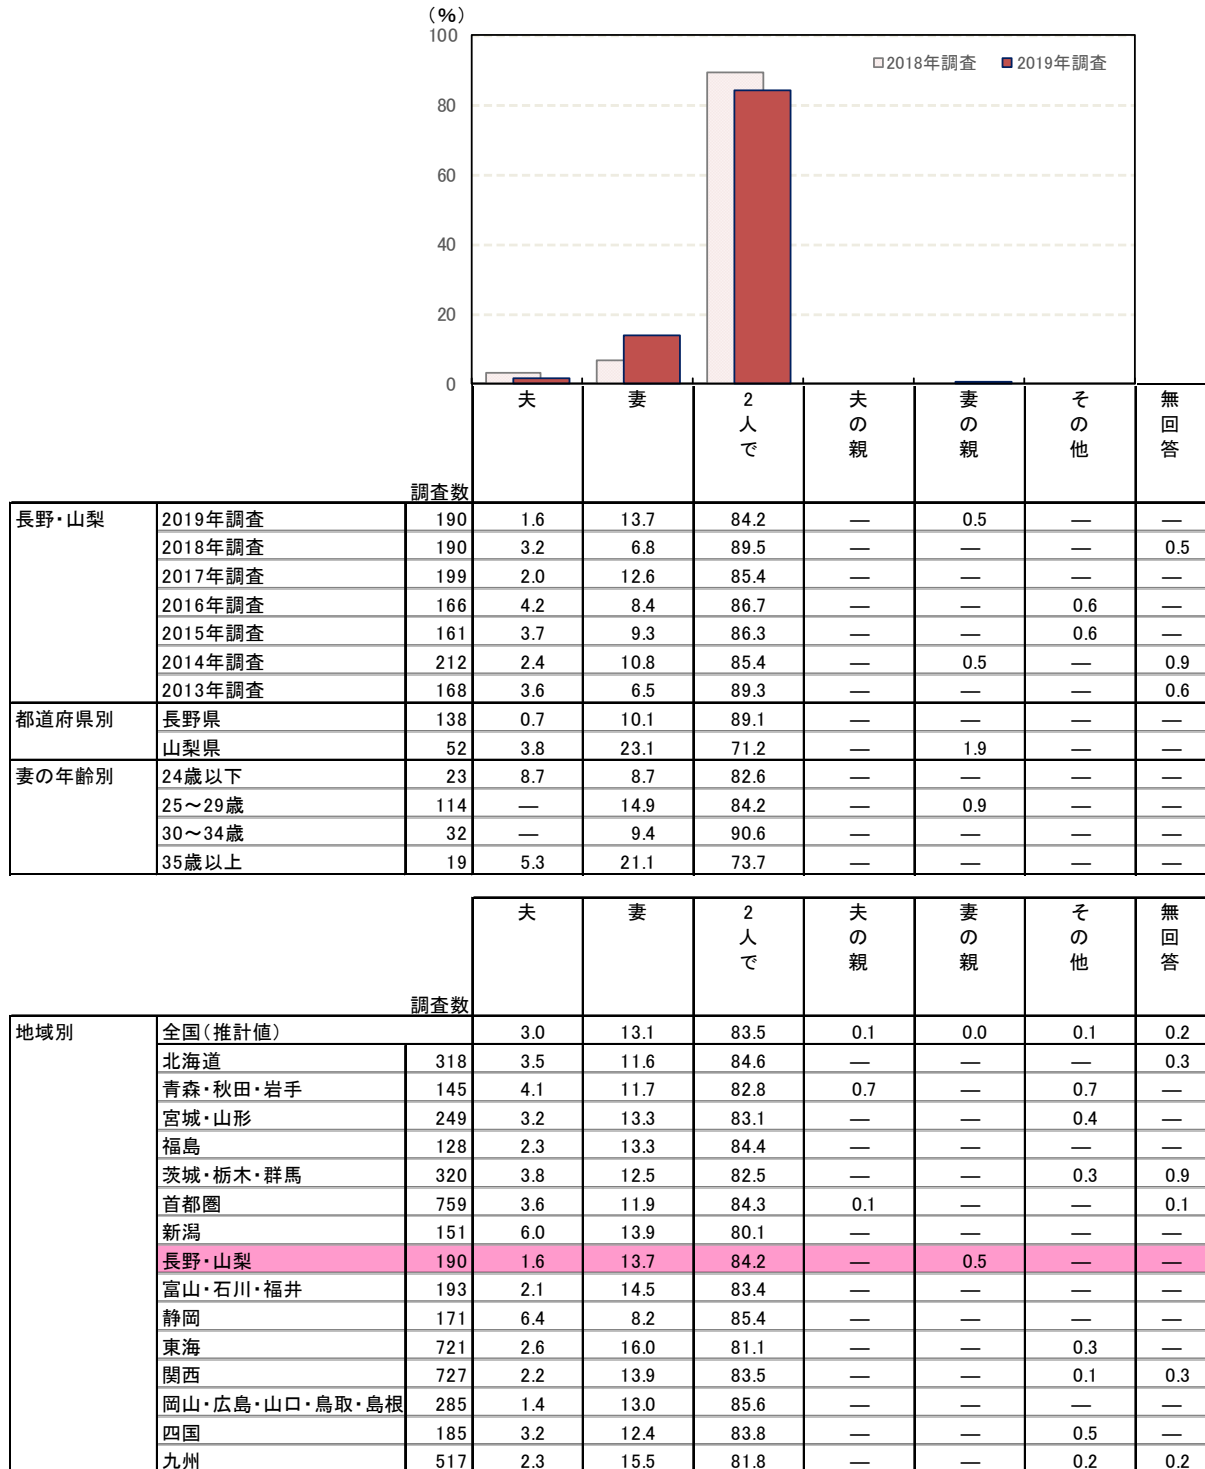 (%)
100
80
60
40
20
0
□2018年調査 ■2019年調査
調査数 夫 妻 2人で 夫の親 妻の親 その他 無回答
長野・山梨 2019年調査 190 1.6 13.7 84.2 — 0.5 — —
2018年調査 190 3.2 6.8 89.5 — — — 0.5
2017年調査 199 2.0 12.6 85.4 — — — —
2016年調査 166 4.2 8.4 86.7 — — 0.6 —
2015年調査 161 3.7 9.3 86.3 — — 0.6 —
2014年調査 212 2.4 10.8 85.4 — 0.5 — 0.9
2013年調査 168 3.6 6.5 89.3 — — — 0.6
都道府県別 長野県 138 0.7 10.1 89.1 — — — —
山梨県 52 3.8 23.1 71.2 — 1.9 — —
妻の年齢別 24歳以下 23 8.7 8.7 82.6 — — — —
25～29歳 114 — 14.9 84.2 — 0.9 — —
30～34歳 32 — 9.4 90.6 — — — —
35歳以上 19 5.3 21.1 73.7 — — — —
調査数 夫 妻 2人で 夫の親 妻の親 その他 無回答
地域別 全国(推計値) 3.0 13.1 83.5 0.1 0.0 0.1 0.2
北海道 318 3.5 11.6 84.6 — — — 0.3
青森・秋田・岩手 145 4.1 11.7 82.8 0.7 — 0.7 —
宮城・山形 249 3.2 13.3 83.1 — — 0.4 —
福島 128 2.3 13.3 84.4 — — — —
茨城・栃木・群馬 320 3.8 12.5 82.5 — — 0.3 0.9
首都圏 759 3.6 11.9 84.3 0.1 — — 0.1
新潟 151 6.0 13.9 80.1 — — — —
長野・山梨 190 1.6 13.7 84.2 — 0.5 — —
富山・石川・福井 193 2.1 14.5 83.4 — — — —
静岡 171 6.4 8.2 85.4 — — — —
東海 721 2.6 16.0 81.1 — — 0.3 —
関西 727 2.2 13.9 83.5 — — 0.1 0.3
岡山・広島・山口・鳥取・島根 285 1.4 13.0 85.6 — — — —
四国 185 3.2 12.4 83.8 — — 0.5 —
九州 517 2.3 15.5 81.8 — — 0.2 0.2